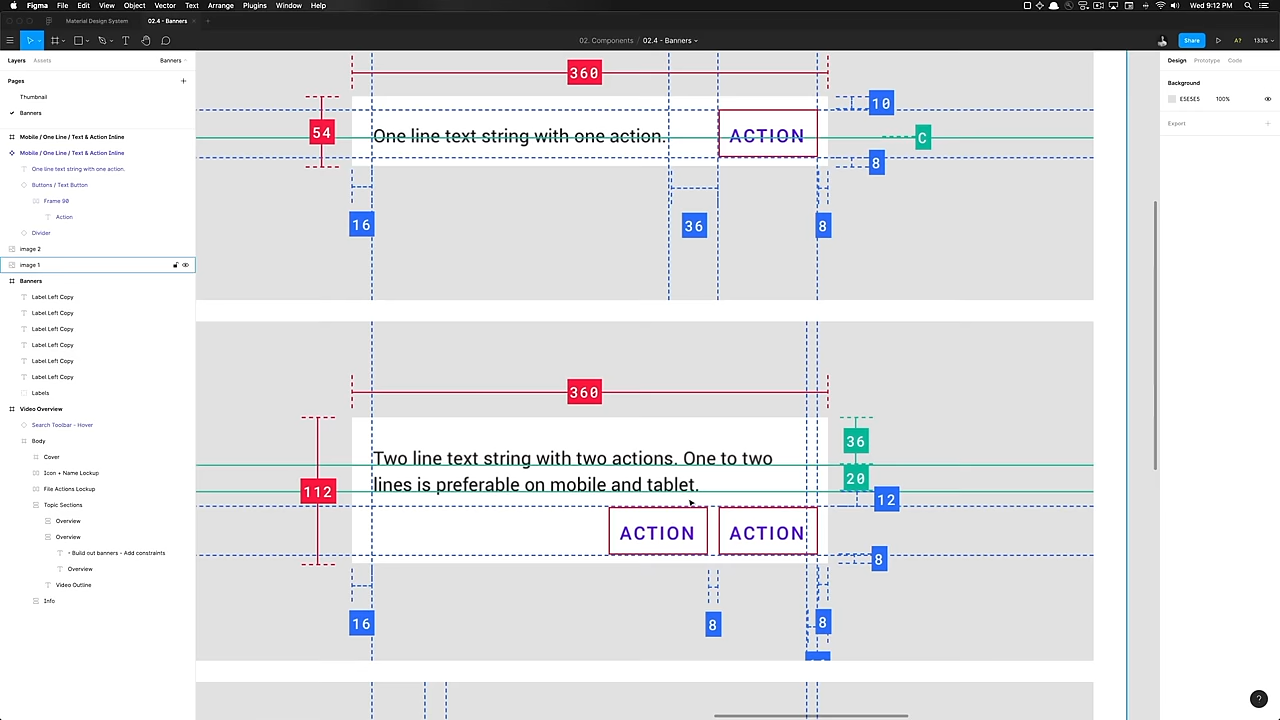 Figma File Edit View Object Vector Text Arrange Plugins Window Help Wed 9:12 PM
Material Design System 02.4 - Banners
02. Components / 02.4 - Banners Share A? 133%
Layers Assets Banners
Design Prototype Code
Pages
Background
Thumbnail
E5E5E5 100%
Banners
Export
Mobile / One Line / Text & Action Inline
Mobile / One Line / Text & Action Inline
One line text string with one action.
Buttons / Text Button
Frame 90
Action
Divider
image 2
image 1
Banners
Label Left Copy
Label Left Copy
Label Left Copy
Label Left Copy
Label Left Copy
Label Left Copy
Labels
Video Overview
Search Toolbar - Hover
Body
Cover
Icon + Name Lockup
File Actions Lockup
Topic Sections
Overview
Overview
- Build out banners - Add constraints
Overview
Video Outline
Info
360
10
54
One line text string with one action. ACTION
C
8
16 36 8
360
36
Two line text string with two actions. One to two
20
lines is preferable on mobile and tablet.
112
12
ACTION ACTION
8
16 8 8
?